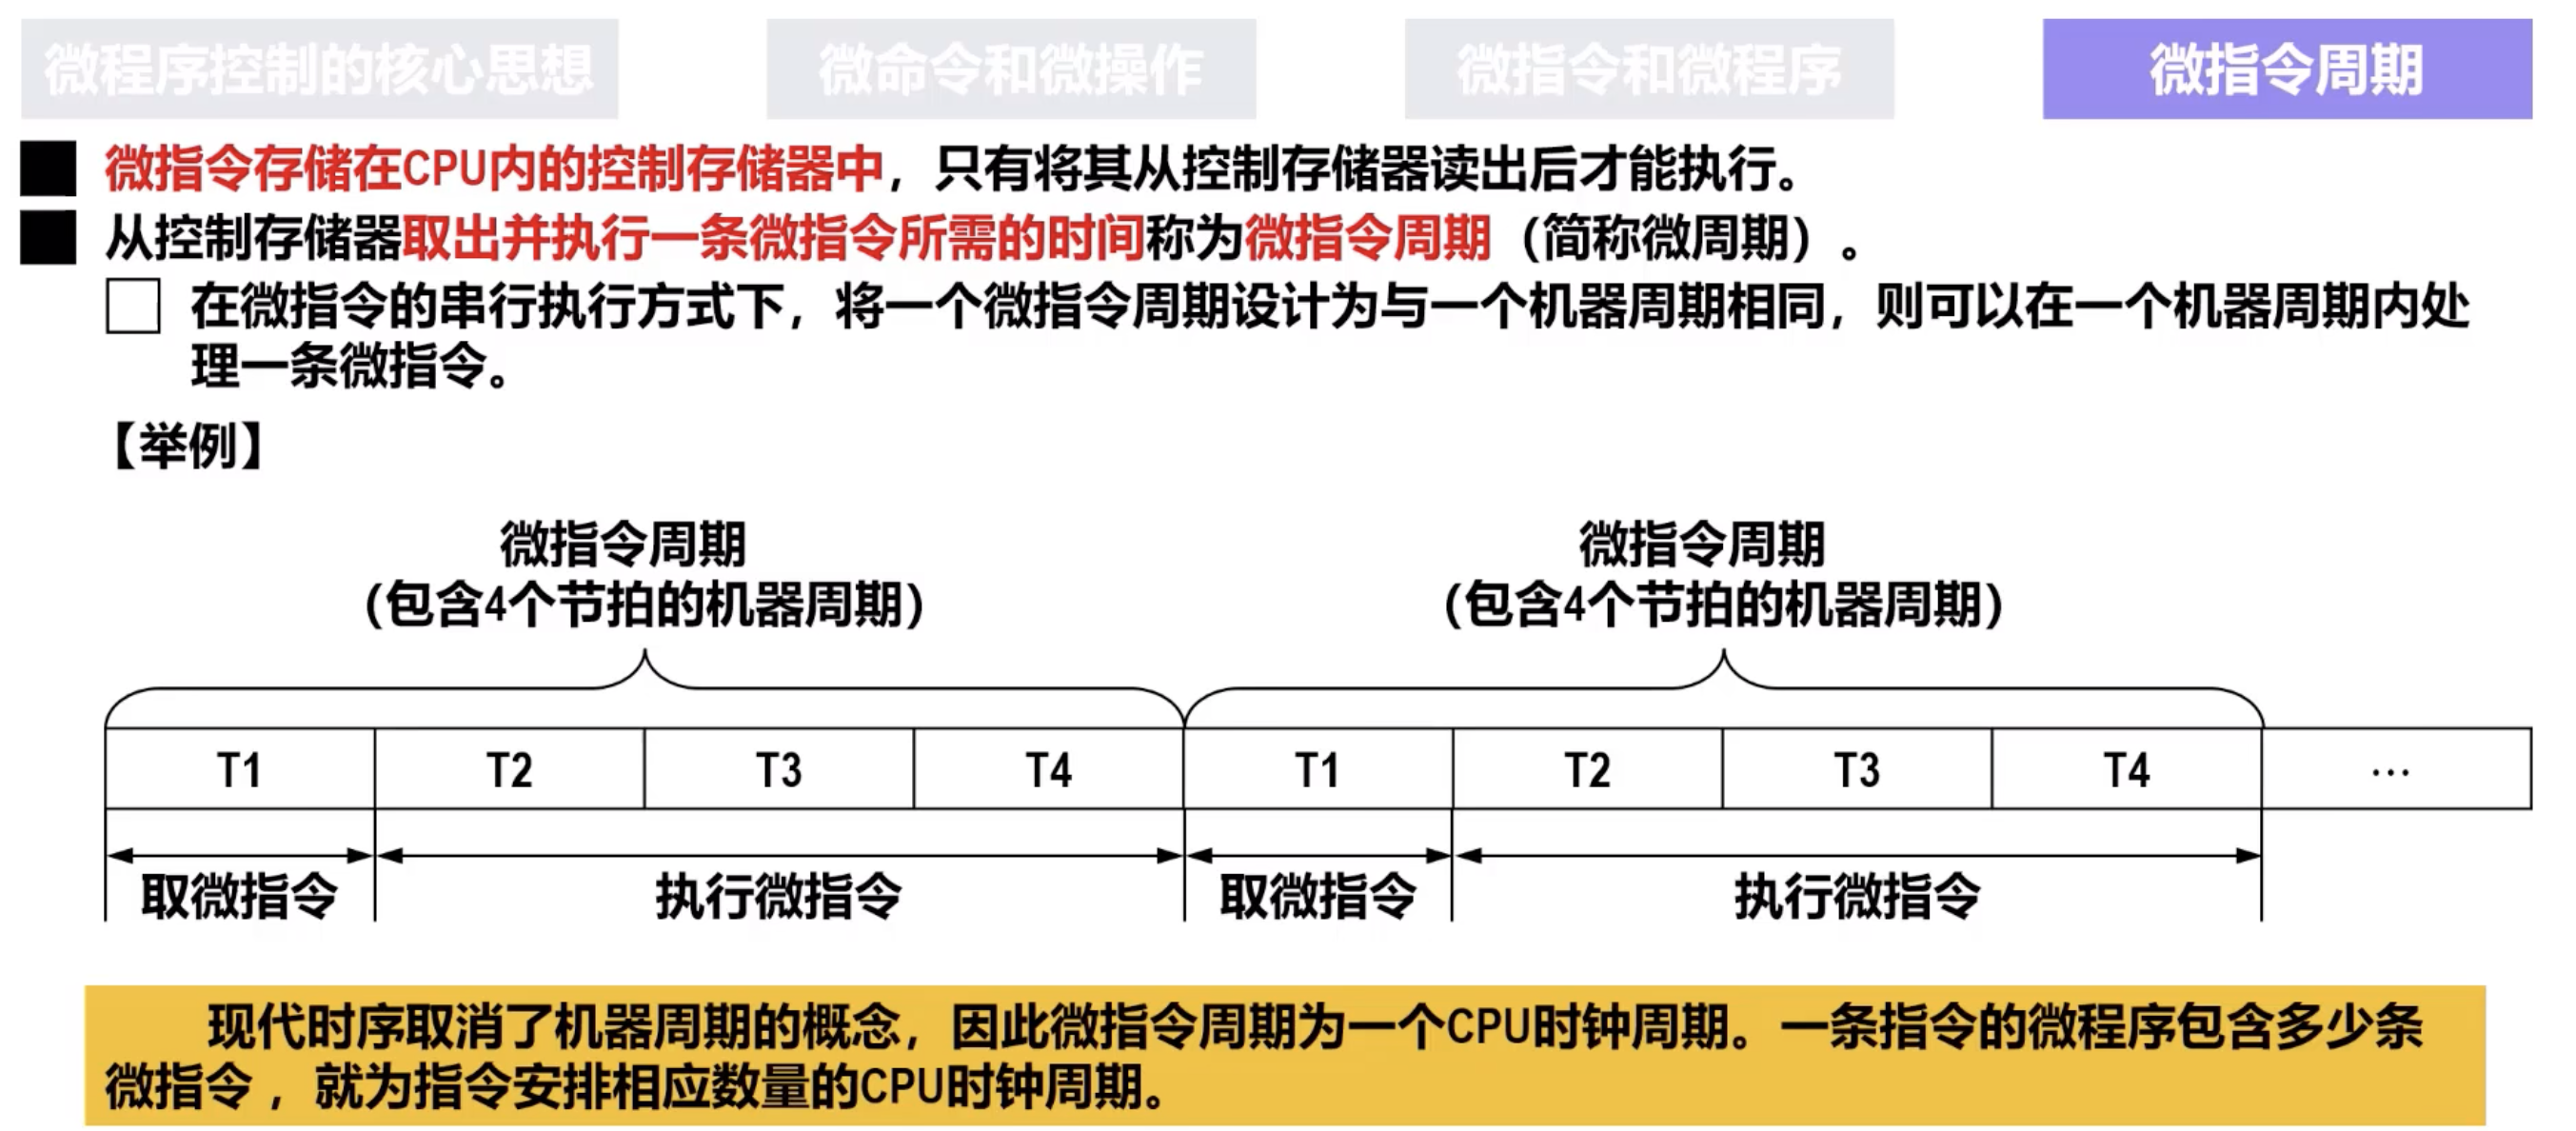 微程序控制的核心思想
微命令和微操作
微指令和微程序
微指令周期
微指令存储在CPU内的控制存储器中，只有将其从控制存储器读出后才能执行。
从控制存储器取出并执行一条微指令所需的时间称为微指令周期（简称微周期）。
在微指令的串行执行方式下，将一个微指令周期设计为与一个机器周期相同，则可以在一个机器周期内处
理一条微指令。
【举例】
微指令周期
（包含4个节拍的机器周期）
微指令周期
（包含4个节拍的机器周期）
T1 T2 T3 T4 T1 T2 T3 T4 …
取微指令 执行微指令 取微指令 执行微指令
现代时序取消了机器周期的概念，因此微指令周期为一个CPU时钟周期。一条指令的微程序包含多少条
微指令，就为指令安排相应数量的CPU时钟周期。